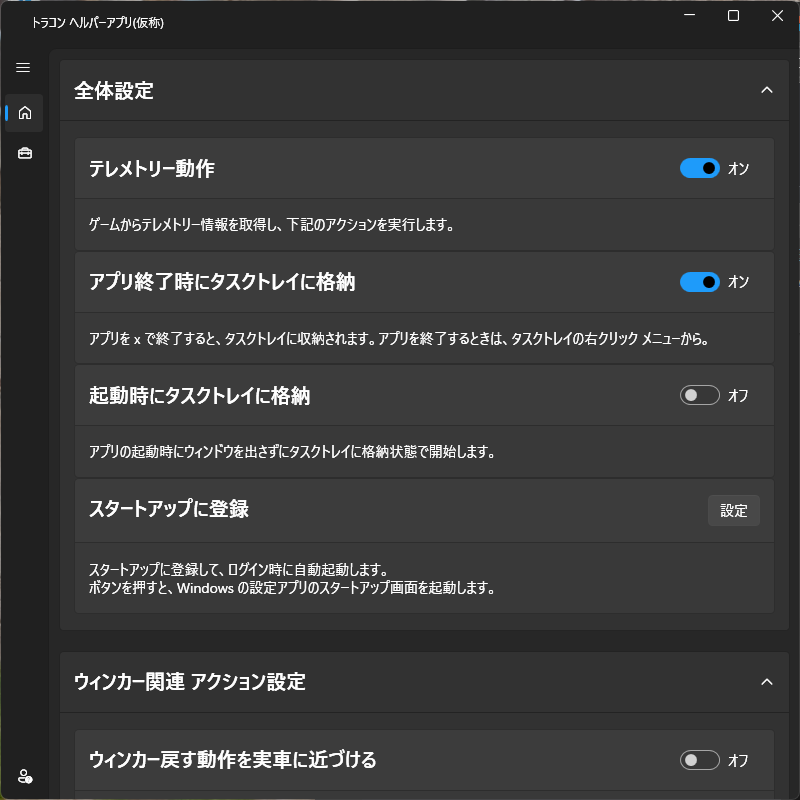 トラコン ヘルパーアプリ(仮称)
全体設定
テレメトリー動作
オン
ゲームからテレメトリー情報を取得し、下記のアクションを実行します。
アプリ終了時にタスクトレイに格納
オン
アプリを x で終了すると、タスクトレイに収納されます。アプリを終了するときは、タスクトレイの右クリック メニューから。
起動時にタスクトレイに格納
オフ
アプリの起動時にウィンドウを出さずにタスクトレイに格納状態で開始します。
スタートアップに登録
設定
スタートアップに登録して、ログイン時に自動起動します。
ボタンを押すと、Windows の設定アプリのスタートアップ画面を起動します。
ウィンカー関連 アクション設定
ウィンカー戻す動作を実車に近づける
オフ